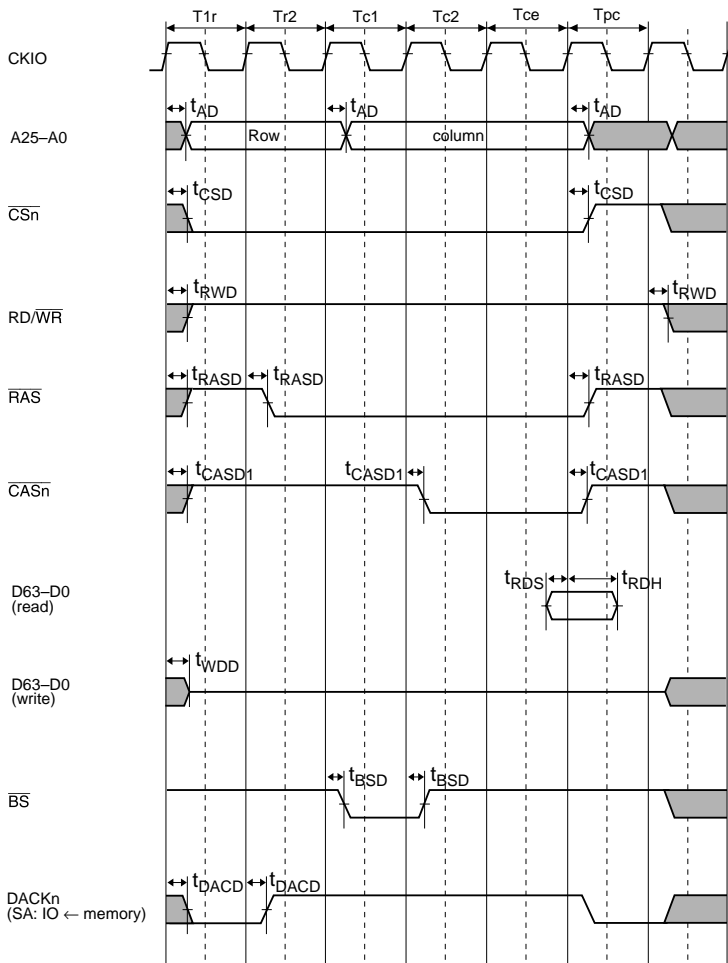 T1r Tr2 Tc1 Tc2 Tce Tpc
CKIO
tAD tAD tAD
A25–A0 Row column
tCSD tCSD
CSn
tRWD tRWD
RD/WR
tRASD tRASD tRASD
RAS
tCASD1 tCASD1 tCASD1
CASn
D63–D0 tRDS tRDH
(read)
tWDD
D63–D0
(write)
tBSD tBSD
BS
tDACD tDACD
DACKn
(SA: IO ← memory)